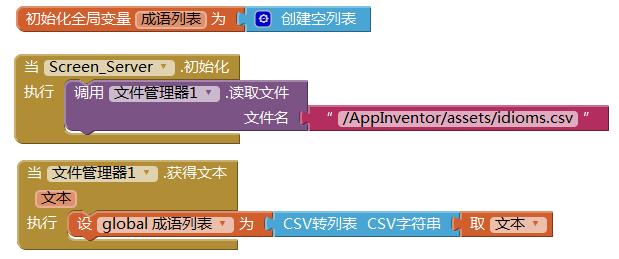 初始化全局变量 成语列表 为 创建空列表
当 Screen_Server .初始化
执行 调用 文件管理器1 .读取文件
文件名 “ /AppInventor/assets/idioms.csv ”
当 文件管理器1 .获得文本
文本
执行 设 global 成语列表 为 CSV转列表 CSV字符串 取 文本